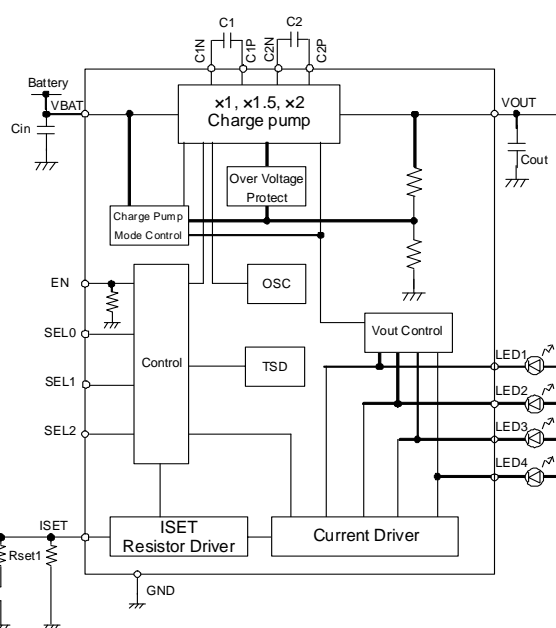 C1
C2
C1N
C1P
C2N
C2P
Battery
VBAT
×1, ×1.5, ×2
Charge pump
VOUT
Cin
Cout
Over Voltage
Protect
Charge Pump
Mode Control
EN
OSC
SEL0
Vout Control
Control
TSD
LED1
SEL1
LED2
SEL2
LED3
LED4
ISET
ISET
Resistor Driver
Current Driver
Rset1
GND